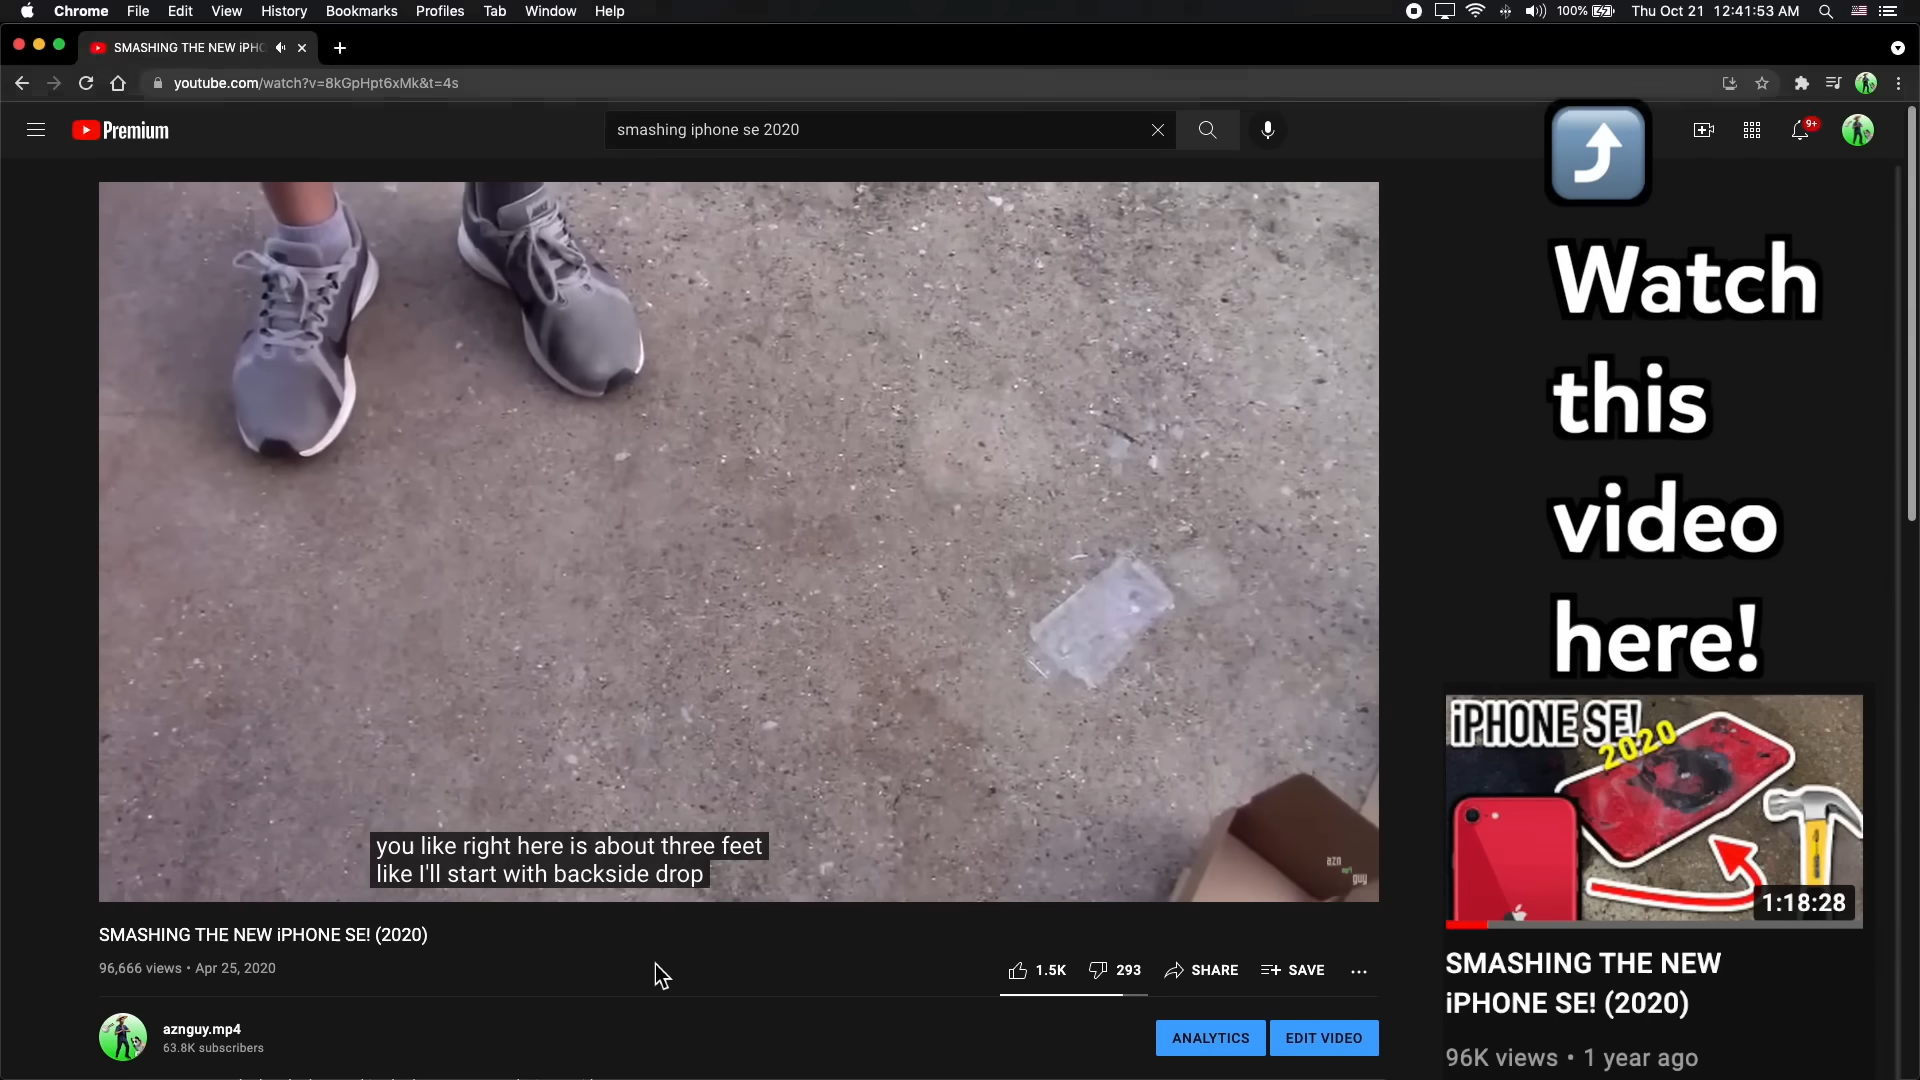 Chrome File Edit View History Bookmarks Profiles Tab Window Help
100% Thu Oct 21 12:41:53 AM
SMASHING THE NEW iPHO
youtube.com/watch?v=8kGpHpt6xMk&t=4s
Premium
smashing iphone se 2020
9+
Watch
this
video
here!
you like right here is about three feet
like I'll start with backside drop
azn
guy
iPHONE SE!
2020
1:18:28
SMASHING THE NEW iPHONE SE! (2020)
96,666 views • Apr 25, 2020
1.5K 293 SHARE SAVE
aznguy.mp4
63.8K subscribers
ANALYTICS EDIT VIDEO
SMASHING THE NEW
iPHONE SE! (2020)
96K views • 1 year ago